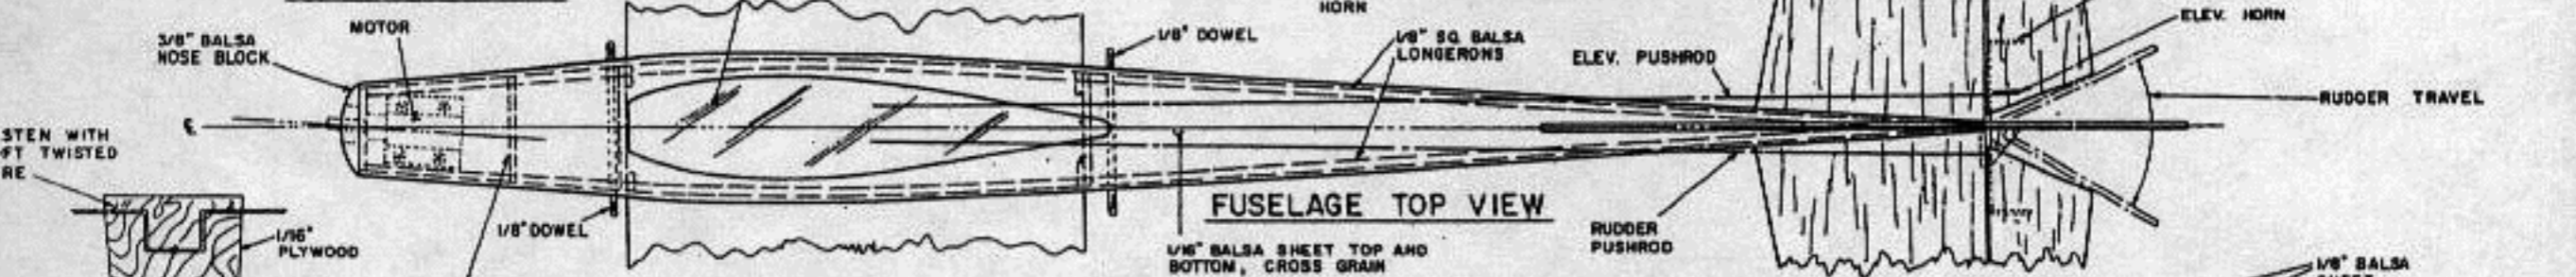 HORN
ELEV. HORN
MOTOR
3/8" BALSA
NOSE BLOCK
1/8" DOWEL
1/8" SQ. BALSA
LONGERONS
ELEV. PUSHROD
RUDDER TRAVEL
STEN WITH
FT TWISTED
RE
FUSELAGE TOP VIEW
1/8" DOWEL
1/16"
PLYWOOD
RUDDER
PUSHROD
1/16" BALSA SHEET TOP AND
BOTTOM, CROSS GRAIN
1/8" BALSA